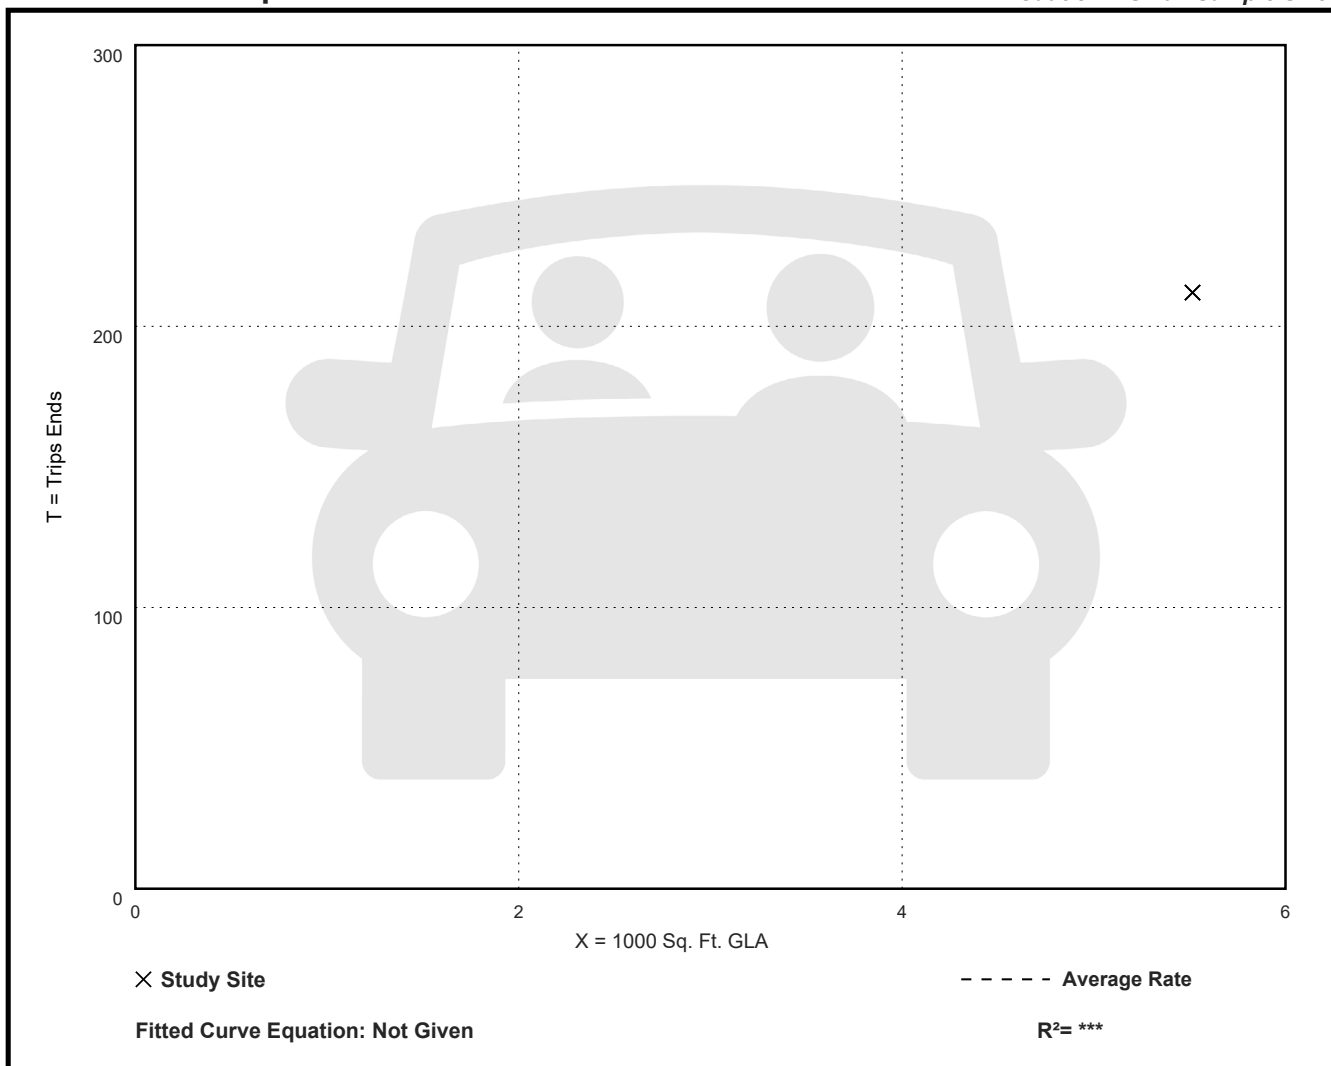 300
200
100
0
0 2 4 6
T = Trips Ends
X = 1000 Sq. Ft. GLA
Study Site
Average Rate
Fitted Curve Equation: Not Given
R²= ***